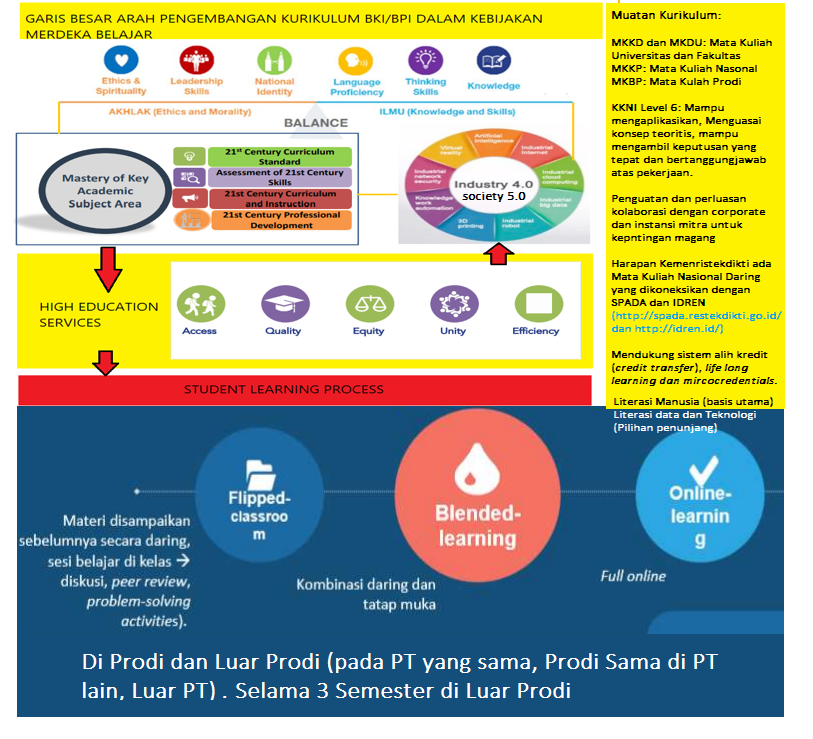 GARIS BESAR ARAH PENGEMBANGAN KURIKULUM BKI/BPI DALAM KEBIJAKAN
MERDEKA BELAJAR
Ethics &
Spirituality
Leadership
Skills
National
Identity
Language
Proficiency
Thinking
Skills
Knowledge
AKHLAK (Ethics and Morality)
ILMU (Knowledge and Skills)
BALANCE
Mastery of Key
Academic
Subject Area
21st Century Curriculum
Standard
Assessment of 21st Century
Skills
21st Century Curriculum
and Instruction
21st Century Professional
Development
Artificial
Intelligence
Industrial
Internet
Industrial
cloud
computing
Industrial
big data
Industrial
robot
3D
printing
Knowledge
work
automation
Industrial
network
security
Virtual
reality
Industry 4.0
society 5.0
HIGH EDUCATION
SERVICES
Access
Quality
Equity
Unity
Efficiency
STUDENT LEARNING PROCESS
Muatan Kurikulum:
MKKD dan MKDU: Mata Kuliah
Universitas dan Fakultas
MKKP: Mata Kuliah Nasonal
MKBP: Mata Kulah Prodi
KKNI Level 6: Mampu
mengaplikasikan, Menguasai
konsep teoritis, mampu
mengambil keputusan yang
tepat dan bertanggungjawab
atas pekerjaan.
Penguatan dan perluasan
kolaborasi dengan corporate
dan instansi mitra untuk
kepntingan magang
Harapan Kemenristekdikti ada
Mata Kuliah Nasional Daring
yang dikoneksikan dengan
SPADA dan IDREN
(http://spada.restekdikti.go.id/
dan http://idren.id/)
Mendukung sistem alih kredit
(credit transfer), life long
learning dan mircocredentials.
Literasi Manusia (basis utama)
Literasi data dan Teknologi
(Pilihan penunjang)
Flipped-
classroo
m
Materi disampaikan
sebelumnya secara daring,
sesi belajar di kelas →
diskusi, peer review,
problem-solving
activities).
Blended-
learning
Kombinasi daring dan
tatap muka
Online-
learnin
g
Full online
Di Prodi dan Luar Prodi (pada PT yang sama, Prodi Sama di PT
lain, Luar PT) . Selama 3 Semester di Luar Prodi